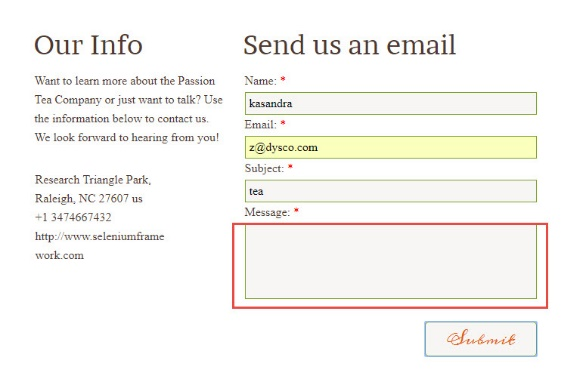 Our Info
Want to learn more about the Passion
Tea Company or just want to talk? Use
the information below to contact us.
We look forward to hearing from you!
Research Triangle Park,
Raleigh, NC 27607 us
+1 3474667432
http://www.seleniumframe
work.com
Send us an email
Name: *
kasandra
Email: *
z@dysco.com
Subject: *
tea
Message: *
Submit